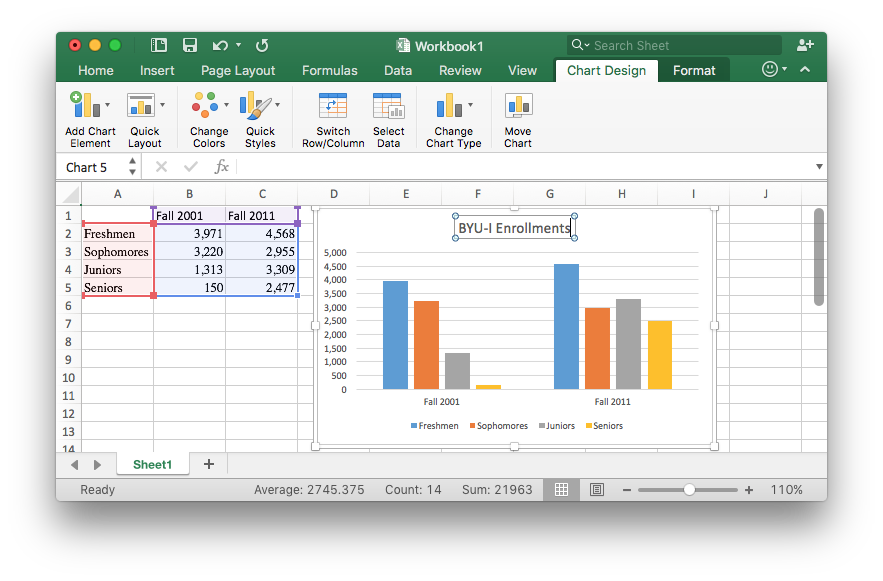 Workbook1
Search Sheet
Home Insert Page Layout Formulas Data Review View Chart Design Format
Add Chart Element
Quick Layout
Change Colors
Quick Styles
Switch Row/Column
Select Data
Change Chart Type
Move Chart
Chart 5 fx
A B C D E F G H I J
1 Fall 2001 Fall 2011
2 Freshmen 3,971 4,568
3 Sophomores 3,220 2,955
4 Juniors 1,313 3,309
5 Seniors 150 2,477
6
7
8
9
10
11
12
13
14
BYU-I Enrollments
5,000
4,500
4,000
3,500
3,000
2,500
2,000
1,500
1,000
500
0
Fall 2001 Fall 2011
Freshmen Sophomores Juniors Seniors
Sheet1 +
Ready Average: 2745.375 Count: 14 Sum: 21963 110%